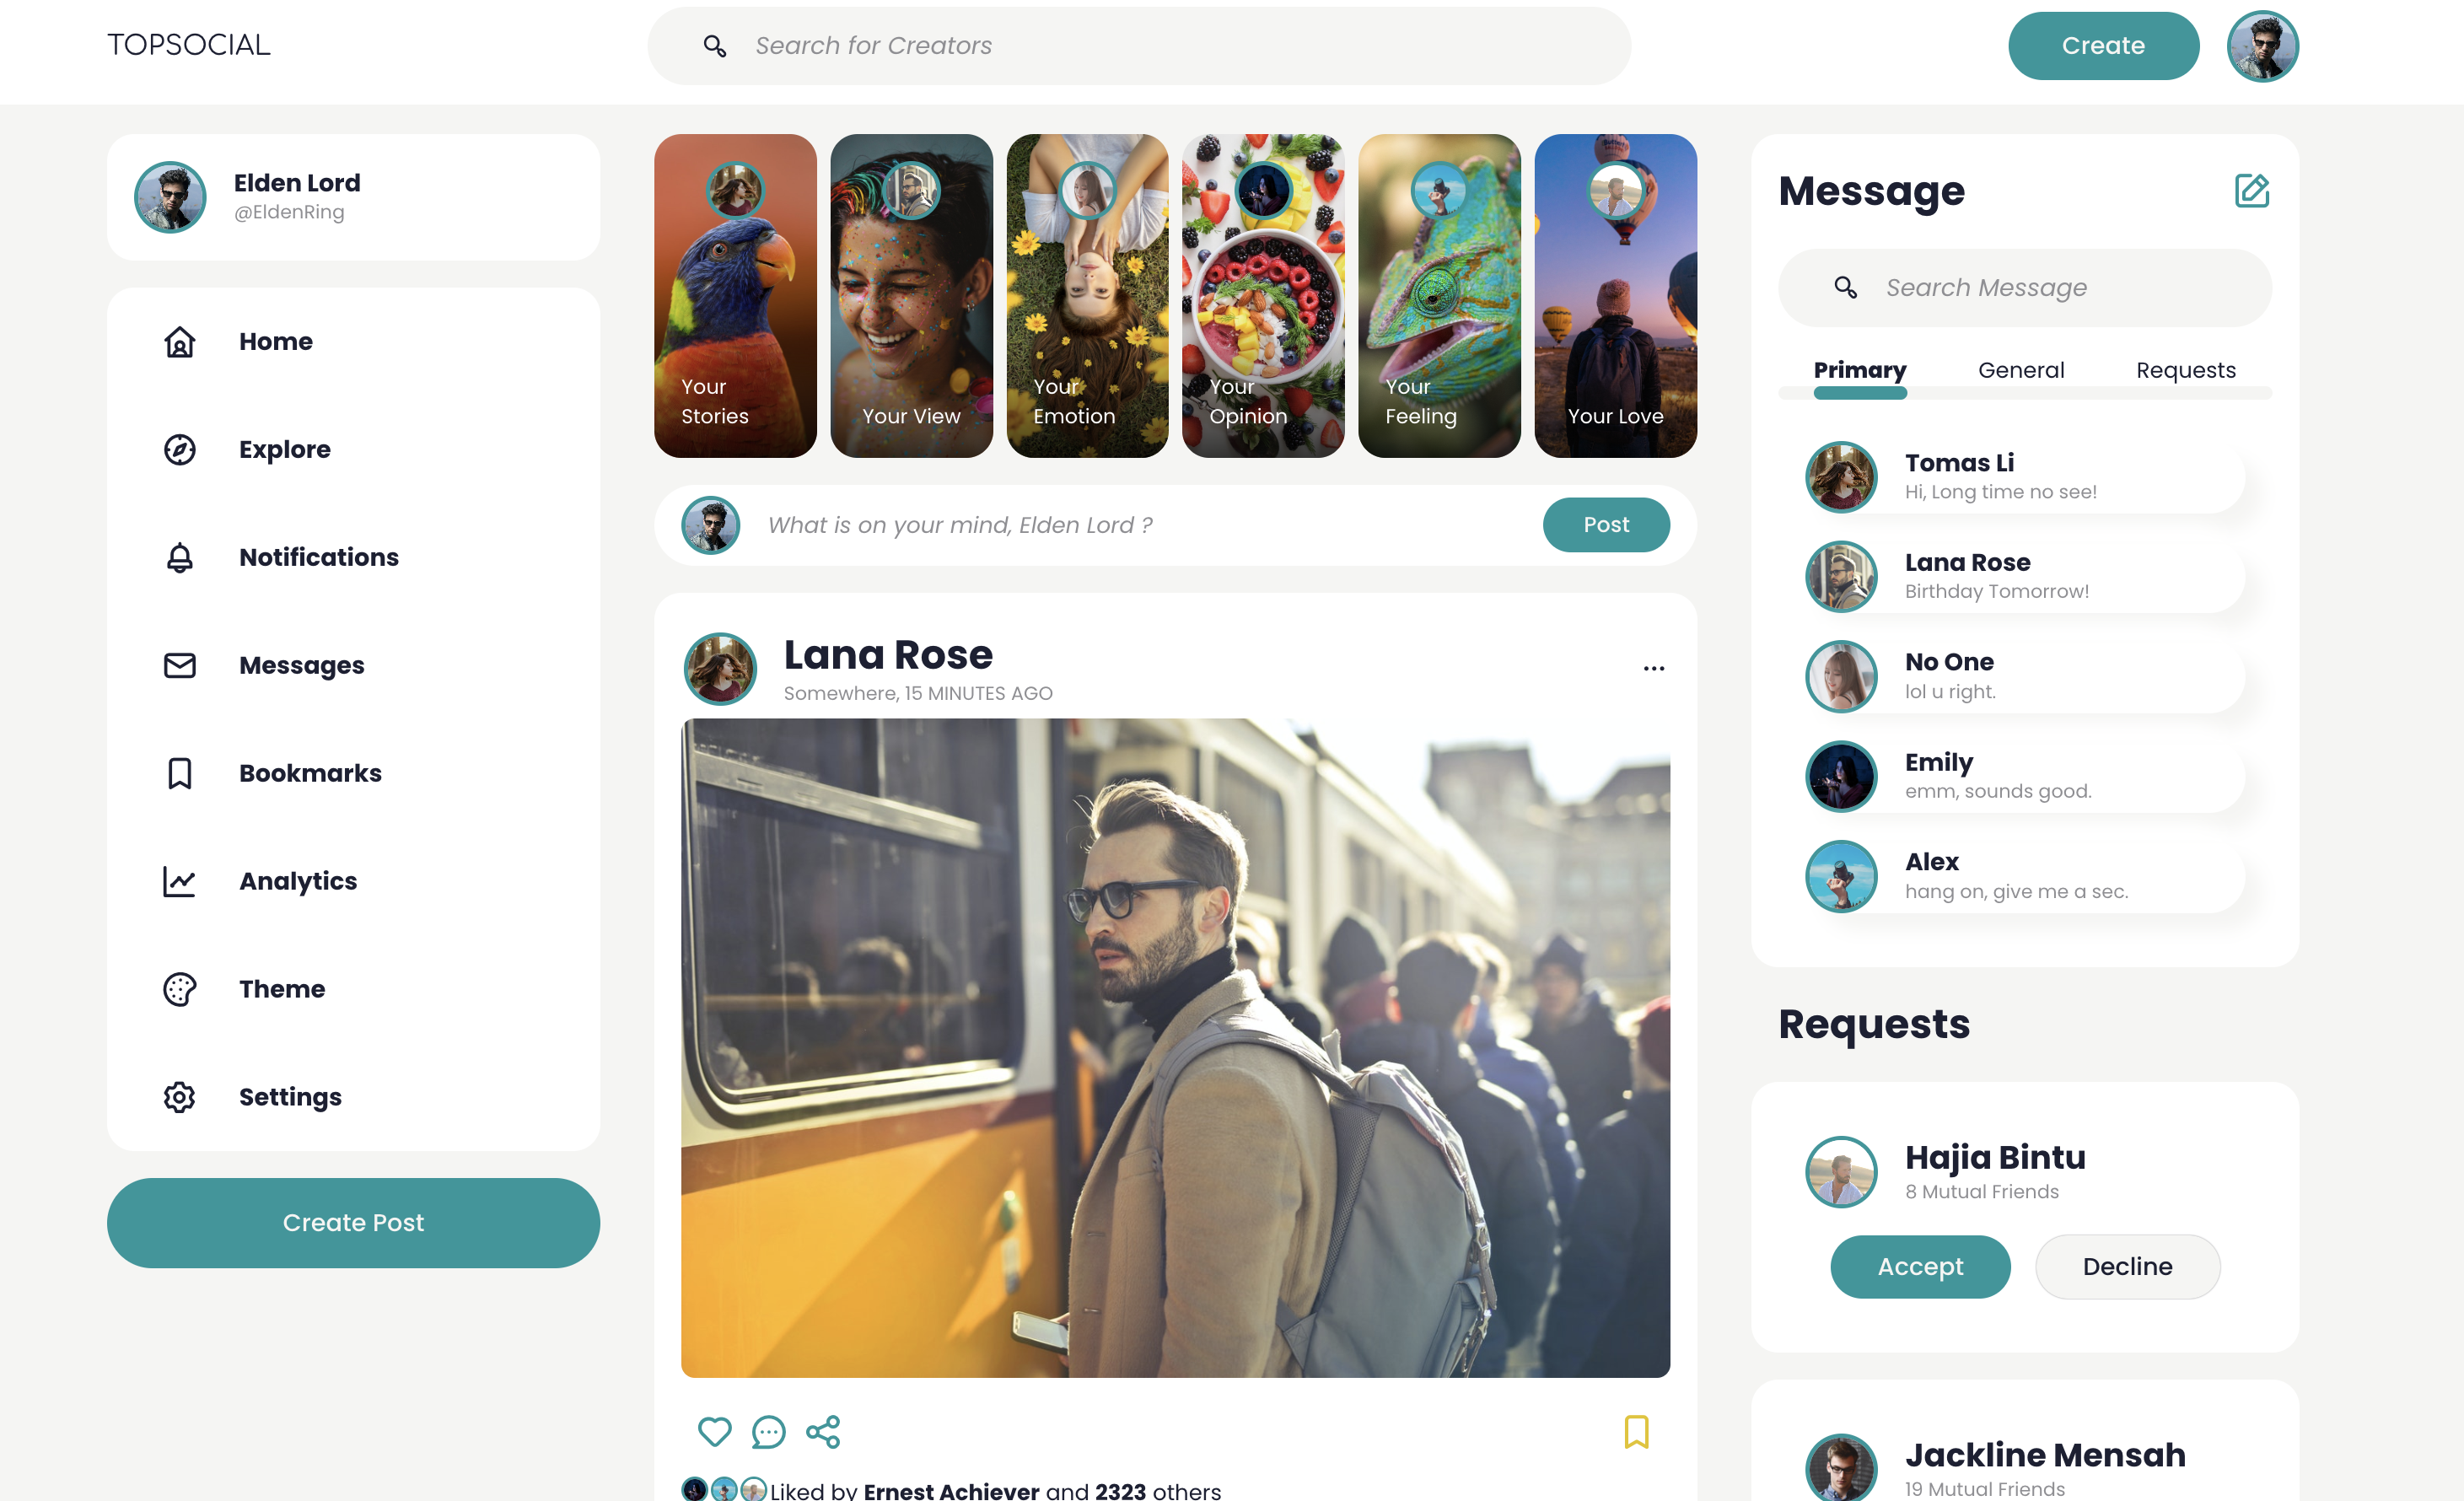 TOPSOCIAL
Search for Creators
Create
Elden Lord
@EldenRing
Home
Explore
Notifications
Messages
Bookmarks
Analytics
Theme
Settings
Create Post
Your
Stories
Your View
Your
Emotion
Your
Opinion
Your
Feeling
Your Love
What is on your mind, Elden Lord ?
Post
Lana Rose
Somewhere, 15 MINUTES AGO
Liked by Ernest Achiever and 2323 others
Message
Search Message
Primary
General
Requests
Tomas Li
Hi, Long time no see!
Lana Rose
Birthday Tomorrow!
No One
lol u right.
Emily
emm, sounds good.
Alex
hang on, give me a sec.
Requests
Hajia Bintu
8 Mutual Friends
Accept
Decline
Jackline Mensah
19 Mutual Friends